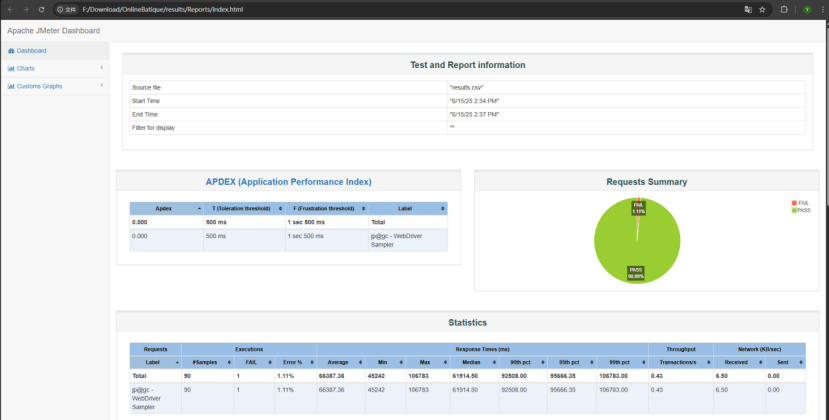 文件 F:/Download/OnlineBatique/results/Reports/index.html
Apache JMeter Dashboard
Dashboard
Charts
Customs Graphs
Test and Report information
Source file "results.csv"
Start Time "6/15/25 2:34 PM"
End Time "6/15/25 2:37 PM"
Filter for display ""
APDEX (Application Performance Index)
Apdex T (Toleration threshold) F (Frustration threshold) Label
0.000 500 ms 1 sec 500 ms Total
0.000 500 ms 1 sec 500 ms jp@gc - WebDriver
Sampler
Requests Summary
FAIL
1.11%
PASS
98.89%
FAIL
PASS
Statistics
Requests Executions Response Times (ms) Throughput Network (KB/sec)
Label #Samples FAIL Error % Average Min Max Median 90th pct 95th pct 99th pct Transactions/s Received Sent
Total 90 1 1.11% 66387.36 45242 106783 61914.50 92508.00 95666.35 106783.00 0.43 6.50 0.00
jp@gc - 90 1 1.11% 66387.36 45242 106783 61914.50 92508.00 95666.35 106783.00 0.43 6.50 0.00
WebDriver
Sampler